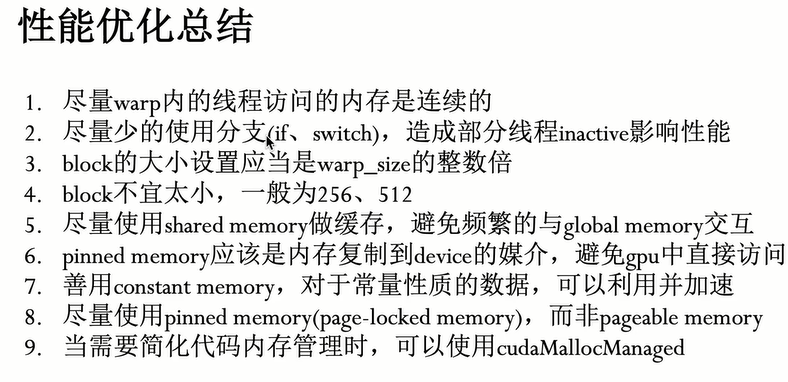 性能优化总结
1. 尽量warp内的线程访问的内存是连续的
2. 尽量少的使用分支(if、switch)，造成部分线程inactive影响性能
3. block的大小设置应当是warp_size的整数倍
4. block不宜太小，一般为256、512
5. 尽量使用shared memory做缓存，避免频繁的与global memory交互
6. pinned memory应该是内存复制到device的媒介，避免gpu中直接访问
7. 善用constant memory，对于常量性质的数据，可以利用并加速
8. 尽量使用pinned memory(page-locked memory)，而非pageable memory
9. 当需要简化代码内存管理时，可以使用cudaMallocManaged